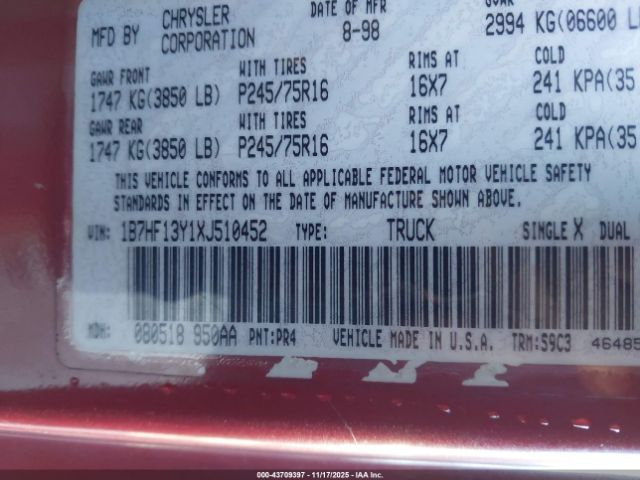 MFD BY CHRYSLER CORPORATION DATE OF MFR 8-98 GVWR 2994 KG(06600 L
GAWR FRONT WITH TIRES RIMS AT COLD
1747 KG(3850 LB) P245/75R16 16X7 241 KPA(35
GAWR REAR WITH TIRES RIMS AT COLD
1747 KG(3850 LB) P245/75R16 16X7 241 KPA(35
THIS VEHICLE CONFORMS TO ALL APPLICABLE FEDERAL MOTOR VEHICLE SAFETY
STANDARDS IN EFFECT ON THE DATE OF MANUFACTURE SHOWN ABOVE.
VIN: 1B7HF13Y1XJ510452 TYPE: TRUCK SINGLE X DUAL
MDH: 080518 950AA PNT:PR4 VEHICLE MADE IN U.S.A. TRM:S9C3 46485
000-43709397 - 11/17/2025 - IAA Inc.